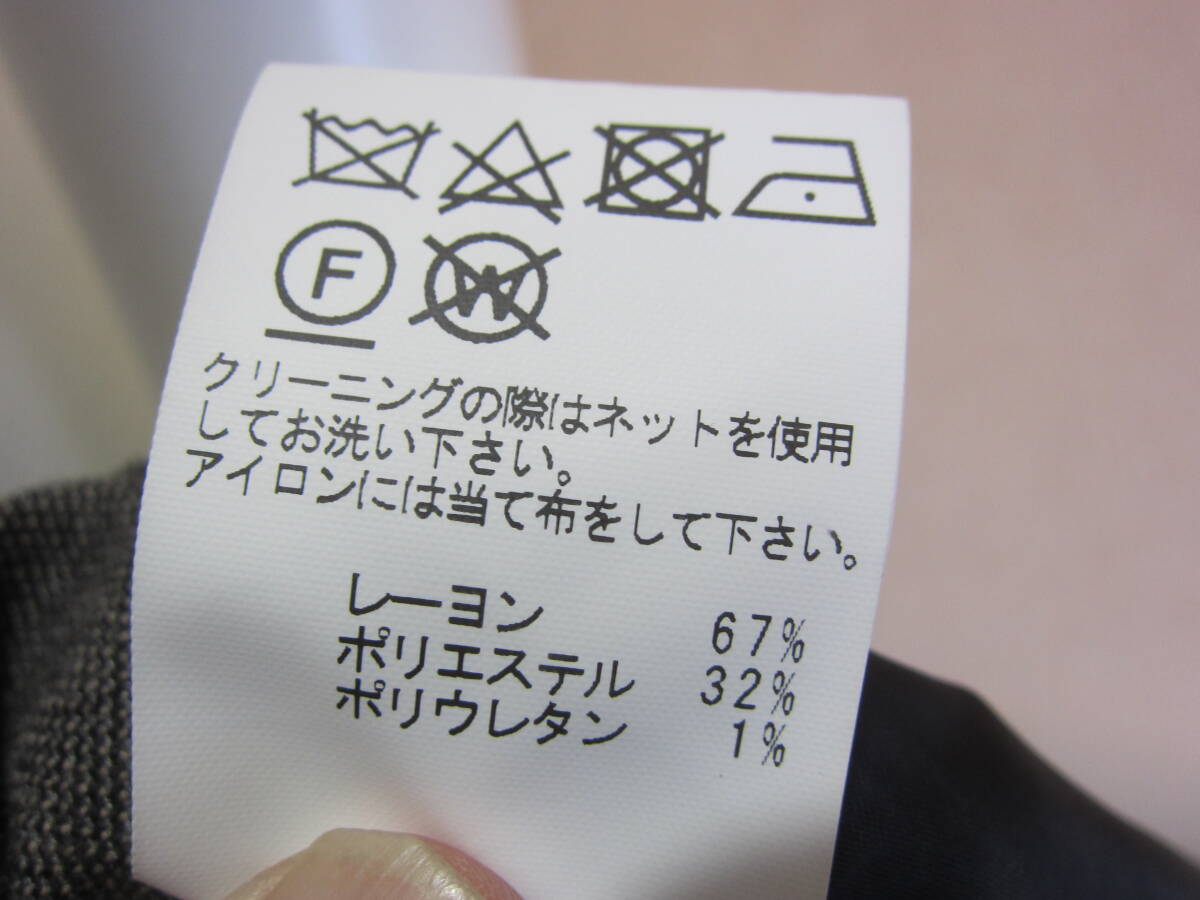 F W
クリーニングの際はネットを使用
してお洗い下さい。
アイロンには当て布をして下さい。
レーヨン 67%
ポリエステル 32%
ポリウレタン 1%